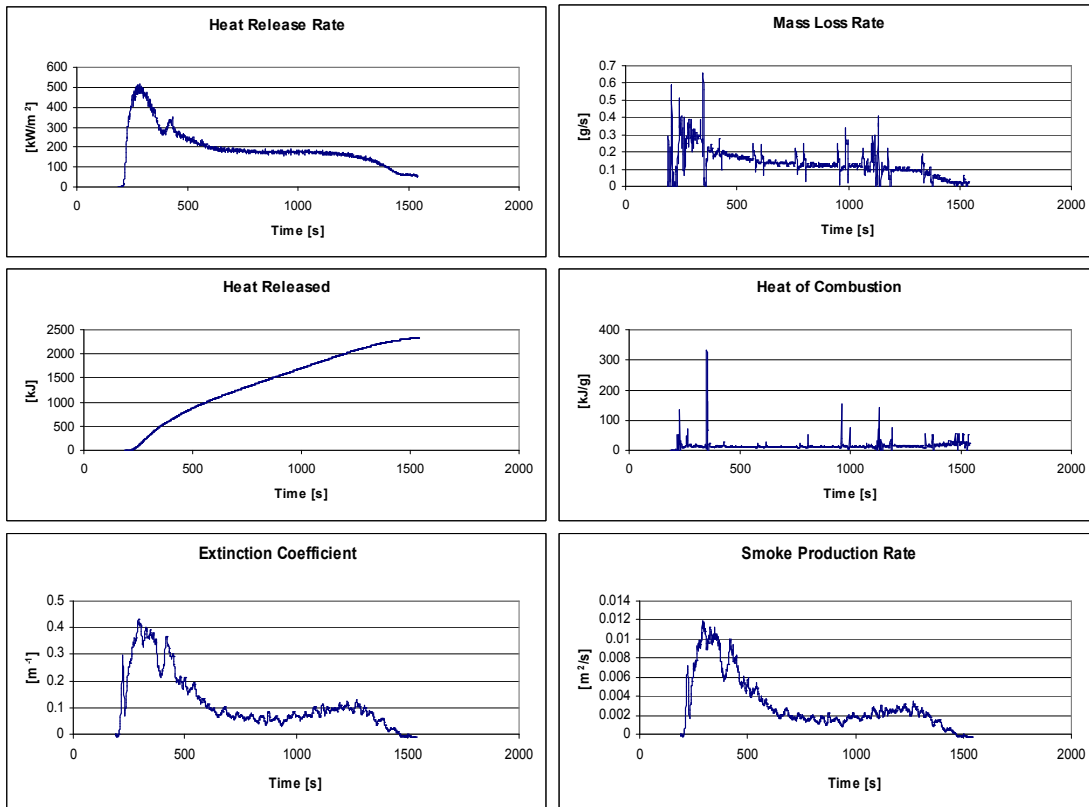 Heat Release Rate
600
500
400
300
200
100
0
[kW/m²]
0 500 1000 1500 2000
Time [s]
Mass Loss Rate
0.7
0.6
0.5
0.4
0.3
0.2
0.1
0
[g/s]
0 500 1000 1500 2000
Time [s]
Heat Released
2500
2000
1500
1000
500
0
[kJ]
0 500 1000 1500 2000
Time [s]
Heat of Combustion
400
300
200
100
0
[kJ/g]
0 500 1000 1500 2000
Time [s]
Extinction Coefficient
0.5
0.4
0.3
0.2
0.1
0
[m⁻¹]
0 500 1000 1500 2000
Time [s]
Smoke Production Rate
0.014
0.012
0.01
0.008
0.006
0.004
0.002
0
[m²/s]
0 500 1000 1500 2000
Time [s]